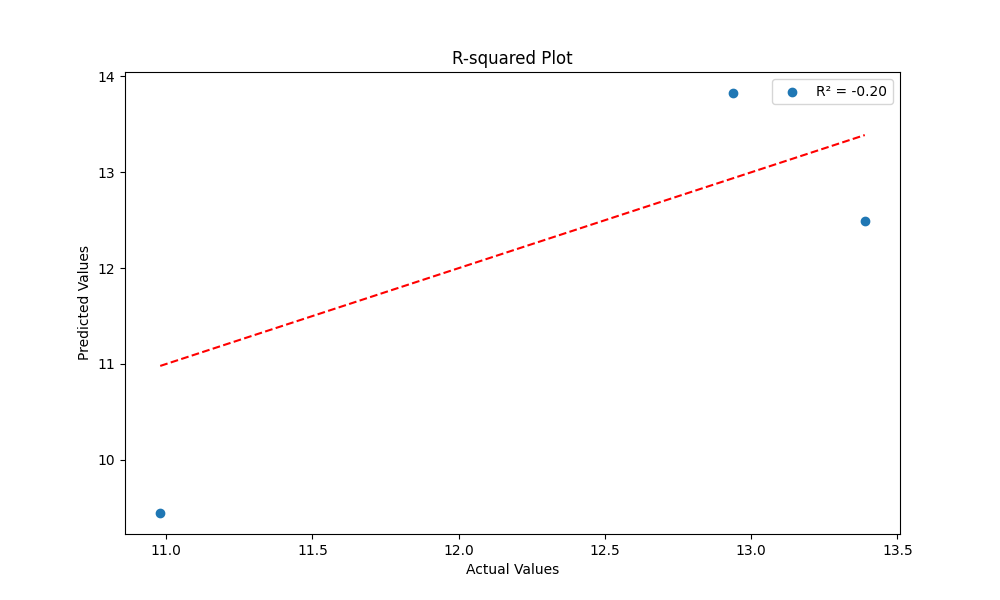 R-squared Plot
R² = -0.20
14
13
12
11
10
Predicted Values
11.0
11.5
12.0
12.5
13.0
13.5
Actual Values